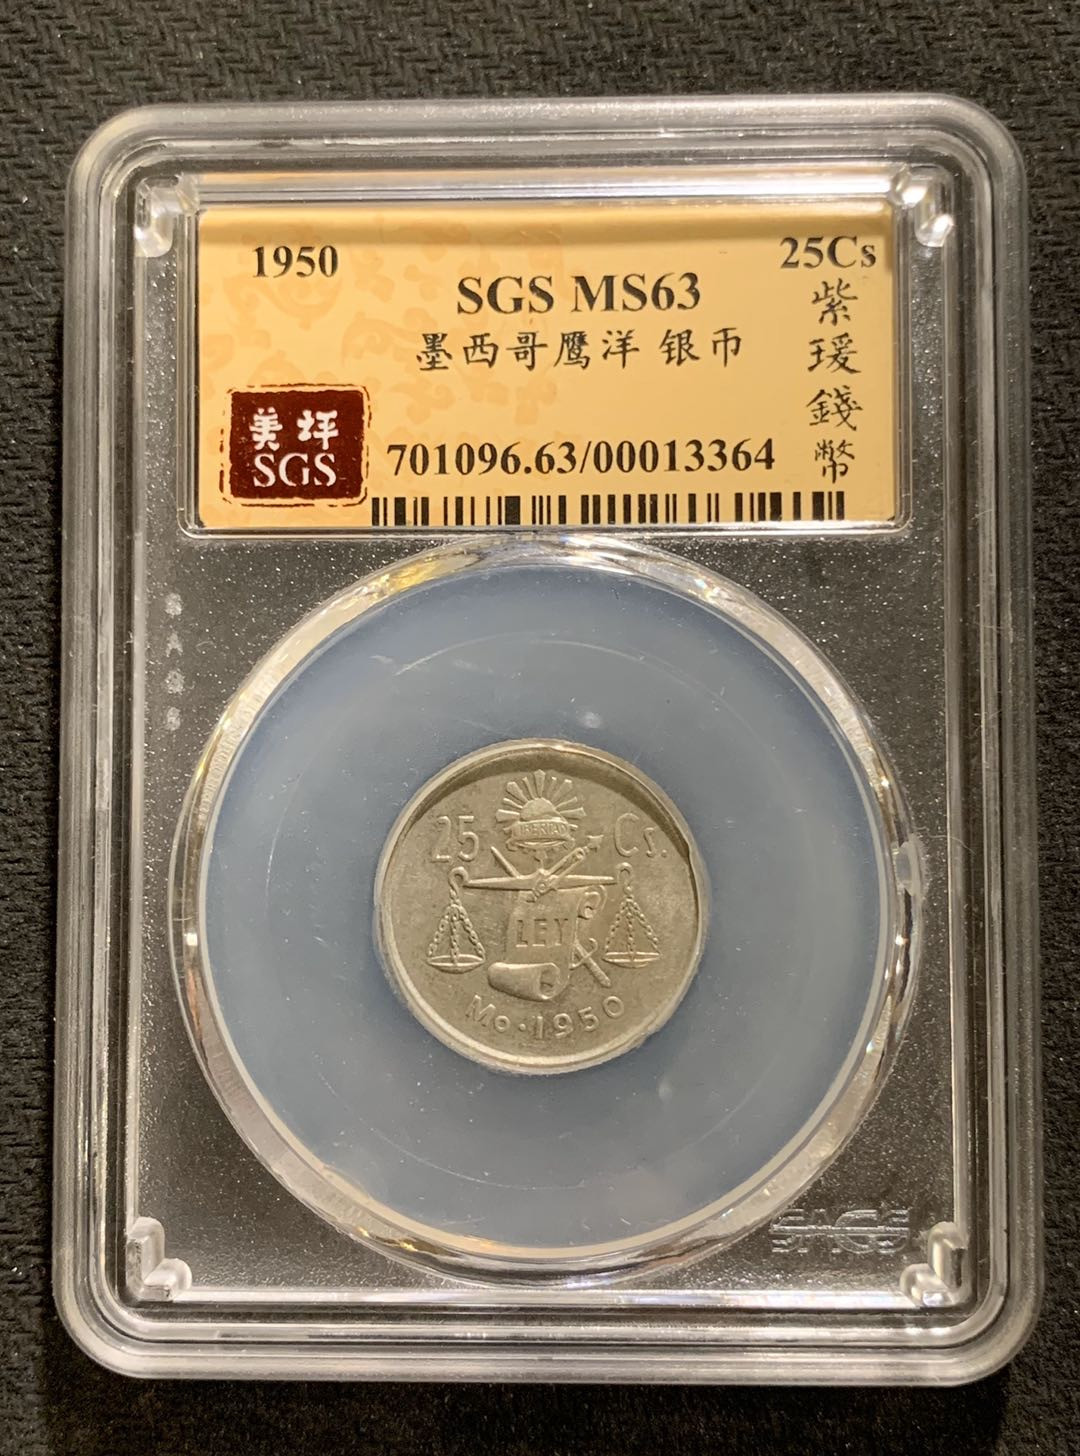 1950
25Cs
SGS MS63
墨西哥鹰洋 银币
紫瑗錢幣
美坪
SGS
701096.63/00013364
LIBERTAD
25 Cs.
LEY
Mo·1950